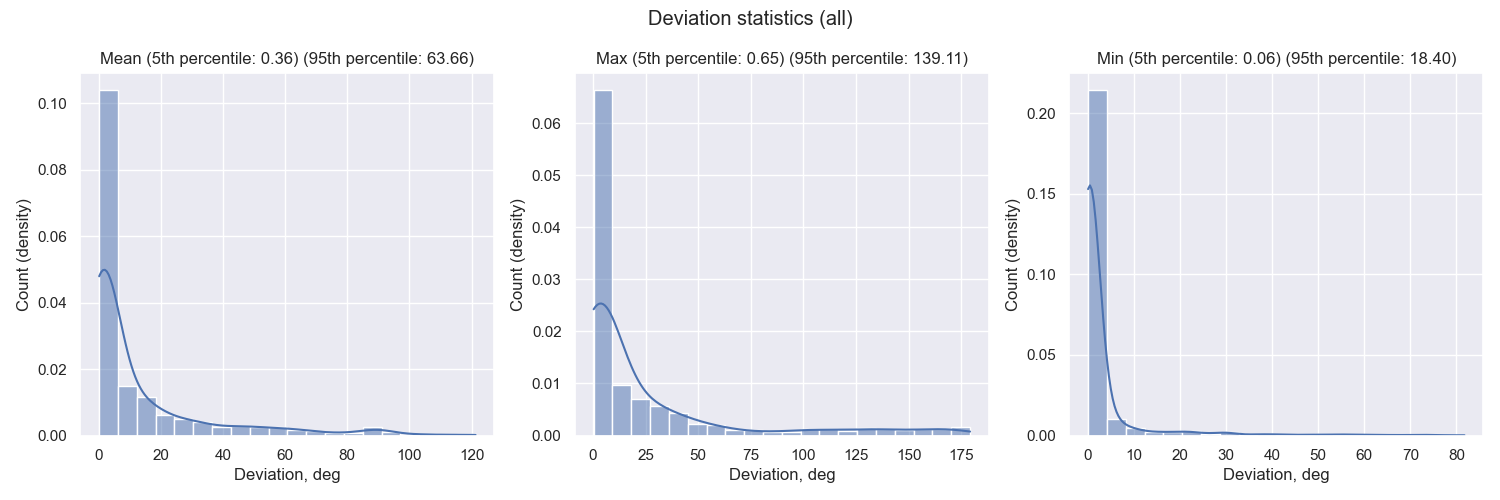 Deviation statistics (all)
Mean (5th percentile: 0.36) (95th percentile: 63.66)
0.10
0.08
0.06
0.04
0.02
0.00
Count (density)
0 20 40 60 80 100 120
Deviation, deg
Max (5th percentile: 0.65) (95th percentile: 139.11)
0.06
0.05
0.04
0.03
0.02
0.01
0.00
Count (density)
0 25 50 75 100 125 150 175
Deviation, deg
Min (5th percentile: 0.06) (95th percentile: 18.40)
0.20
0.15
0.10
0.05
0.00
Count (density)
0 10 20 30 40 50 60 70 80
Deviation, deg